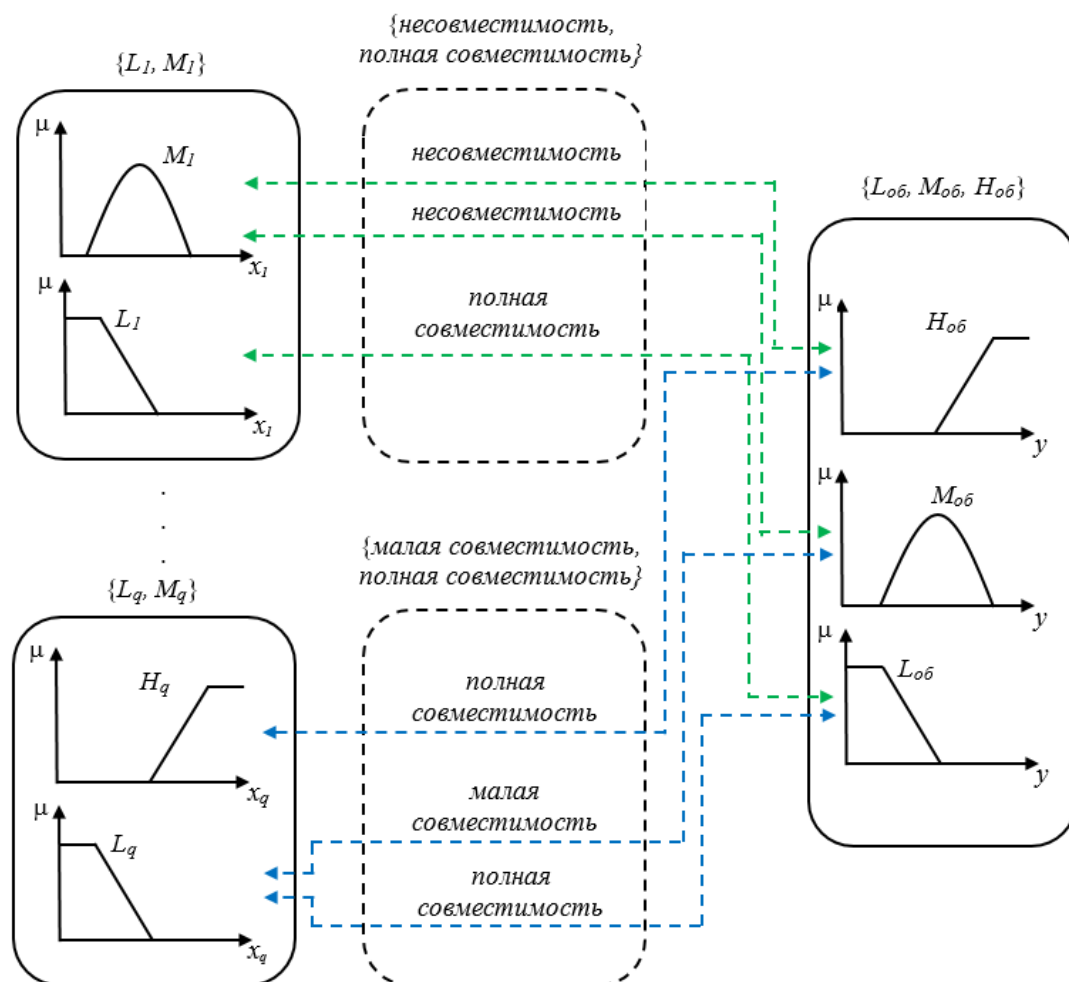 {несовместимость,
полная совместимость}
{L1, M1}
μ
M1
x1
μ
L1
x1
несовместимость
несовместимость
полная
совместимость
{Lоб, Mоб, Hоб}
μ
Hоб
y
μ
Mоб
y
μ
Lоб
y
.
.
.
{малая совместимость,
полная совместимость}
{Lq, Mq}
μ
Hq
xq
μ
Lq
xq
полная
совместимость
малая
совместимость
полная
совместимость